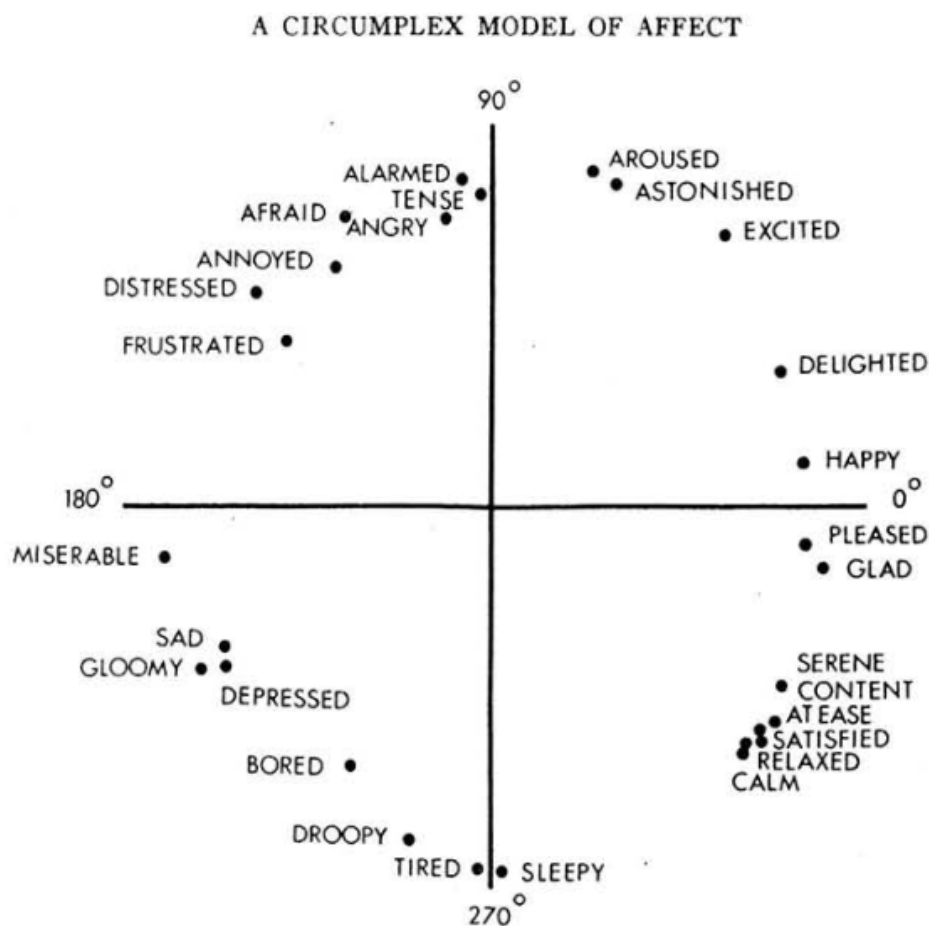 A CIRCUMPLEX MODEL OF AFFECT
90°
ALARMED
AROUSED
TENSE
ASTONISHED
AFRAID
ANGRY
EXCITED
ANNOYED
DISTRESSED
FRUSTRATED
DELIGHTED
HAPPY
180°
0°
PLEASED
MISERABLE
GLAD
SAD
GLOOMY
SERENE
DEPRESSED
CONTENT
AT EASE
SATISFIED
BORED
RELAXED
CALM
DROOPY
TIRED
SLEEPY
270°